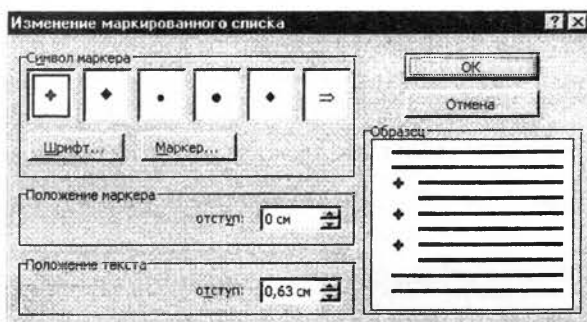 Изменение маркированного списка
Символ маркера
OK
Отмена
Шрифт...
Маркер...
Образец
Положение маркера
отступ: 0 см
Положение текста
отступ: 0,63 см